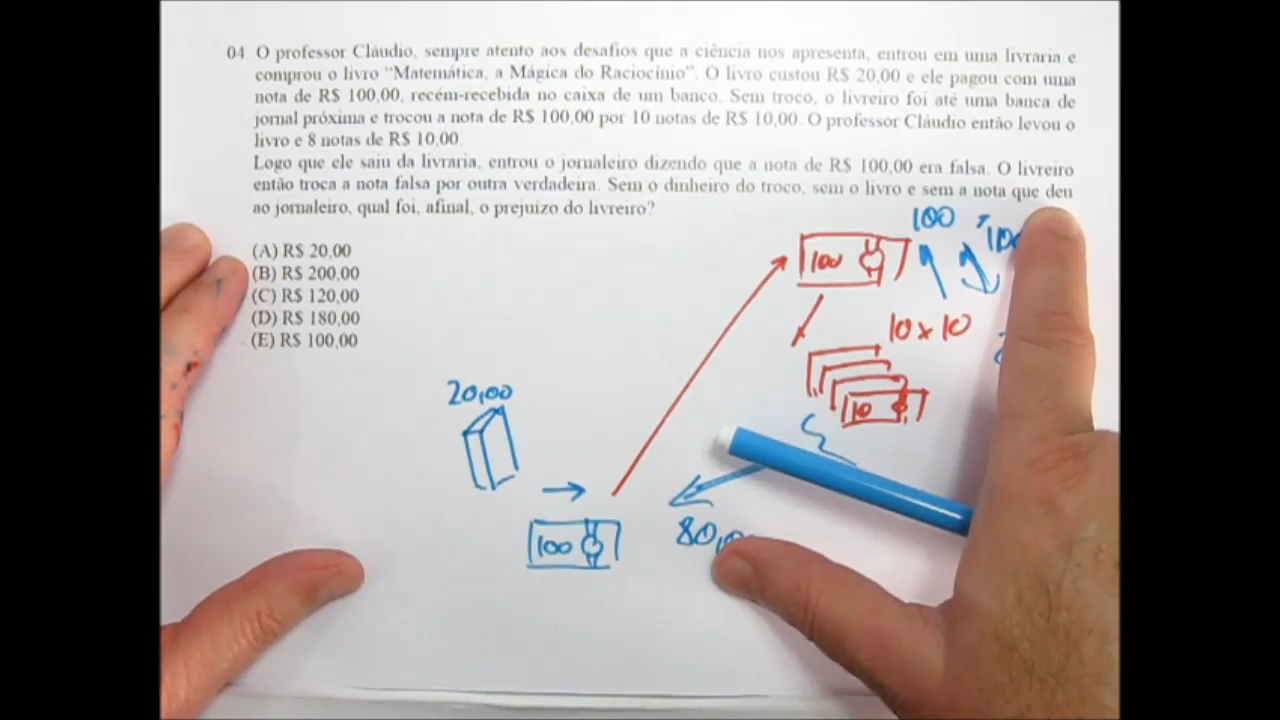 04. O professor Cláudio, sempre atento aos desafios que a ciência nos apresenta, entrou em uma livraria e
comprou o livro "Matemática, a Mágica do Raciocínio". O livro custou R$ 20,00 e ele pagou com uma
nota de R$ 100,00, recém-recebida no caixa de um banco. Sem troco, o livreiro foi até uma banca de
jornal próxima e trocou a nota de R$ 100,00 por 10 notas de R$ 10,00. O professor Cláudio então levou o
livro e 8 notas de R$ 10,00.
Logo que ele saiu da livraria, entrou o jornaleiro dizendo que a nota de R$ 100,00 era falsa. O livreiro
então troca a nota falsa por outra verdadeira. Sem o dinheiro do troco, sem o livro e sem a nota que deu
ao jornaleiro, qual foi, afinal, o prejuízo do livreiro?
(A) R$ 20,00
(B) R$ 200,00
(C) R$ 120,00
(D) R$ 180,00
(E) R$ 100,00
100
100
10 x 10
10
20,00
100
80,